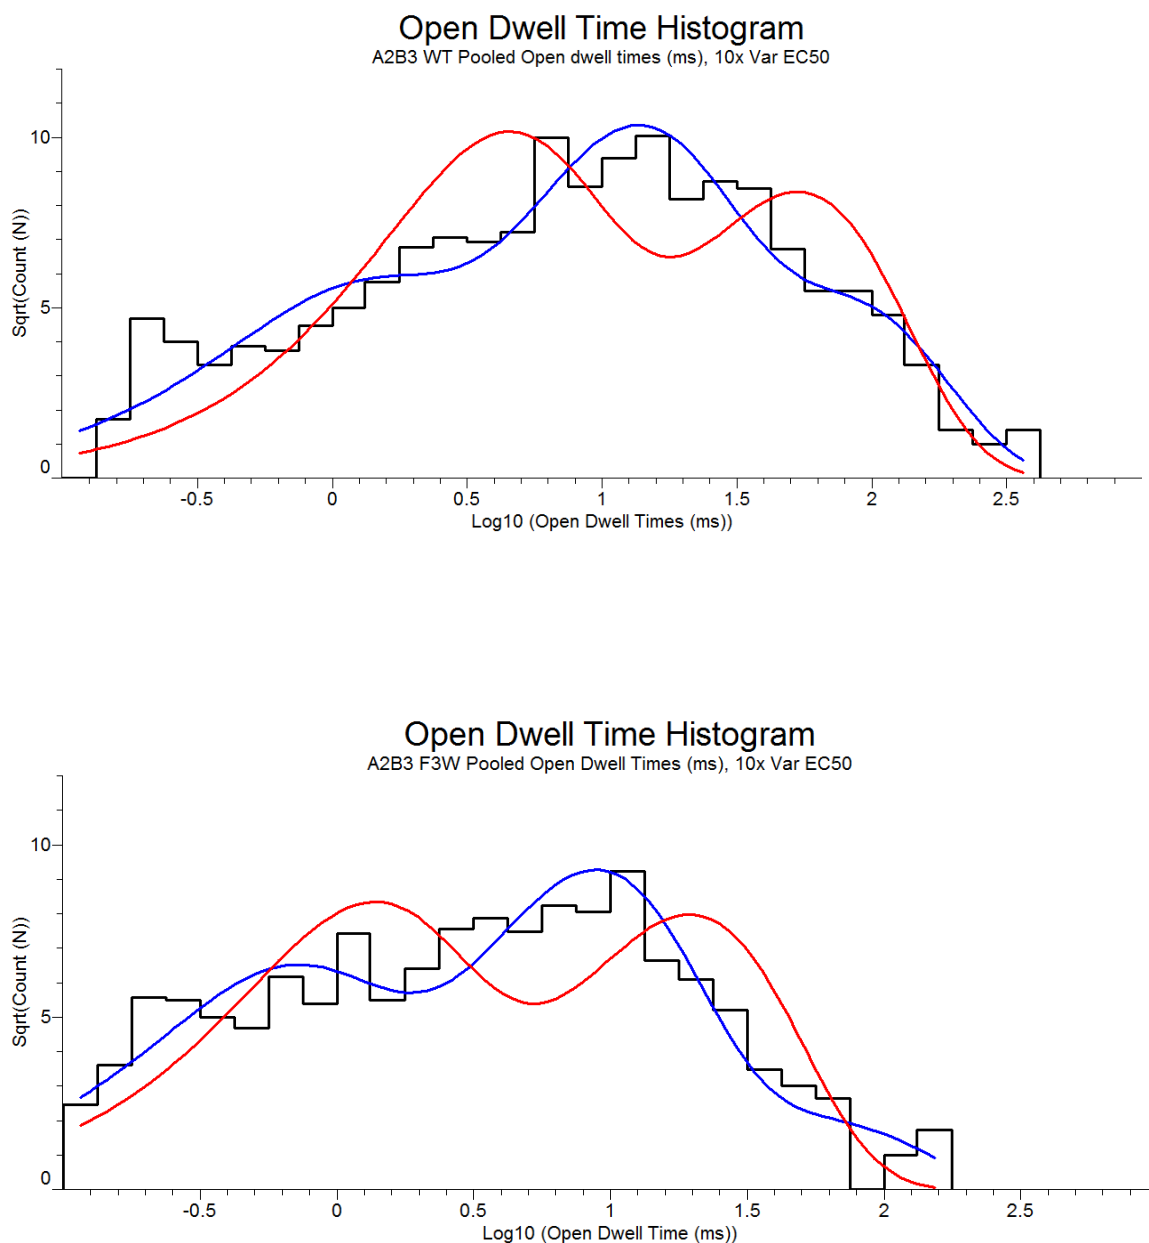 Open Dwell Time Histogram
A2B3 WT Pooled Open dwell times (ms), 10x Var EC50
Sqrt(Count (N))
10
5
0
-0.5 0 0.5 1 1.5 2 2.5
Log10 (Open Dwell Times (ms))
Open Dwell Time Histogram
A2B3 F3W Pooled Open Dwell Times (ms), 10x Var EC50
Sqrt(Count (N))
10
5
0
-0.5 0 0.5 1 1.5 2 2.5
Log10 (Open Dwell Time (ms))